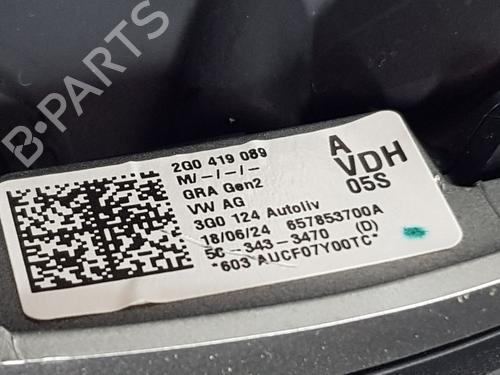 B-PARTS
2G0 419 089 A
M/-/-/- VDH
GRA Gen2 05S
VW AG
3G0 124 Autoliv
18/06/24 657853700A
5C-343-3470 (D)
*603 AUCF07Y00TC*